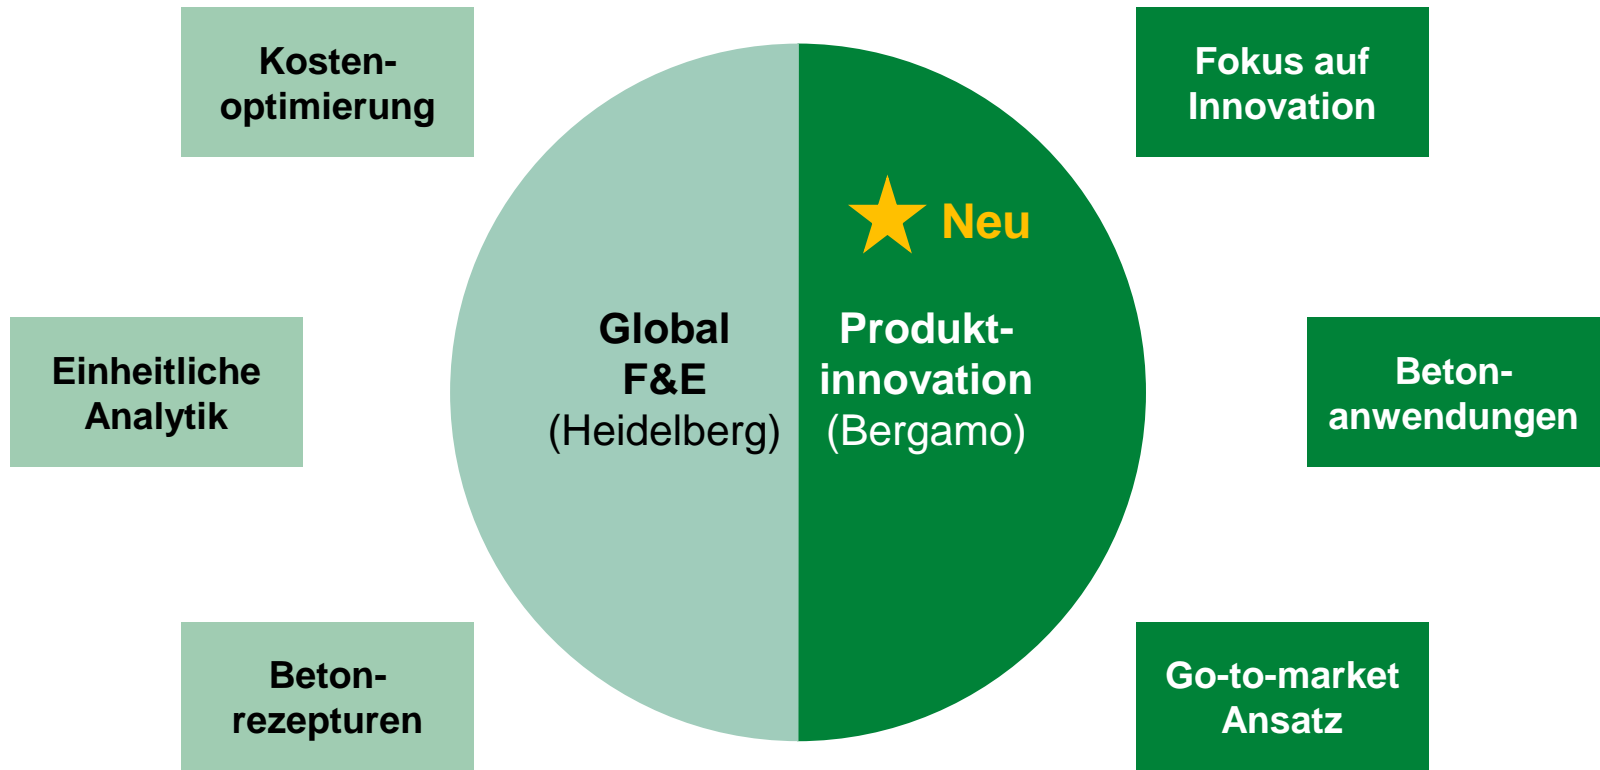 Kosten-
optimierung
Einheitliche
Analytik
Beton-
rezepturen
Global
F&E
(Heidelberg)
Neu
Produkt-
innovation
(Bergamo)
Fokus auf
Innovation
Beton-
anwendungen
Go-to-market
Ansatz